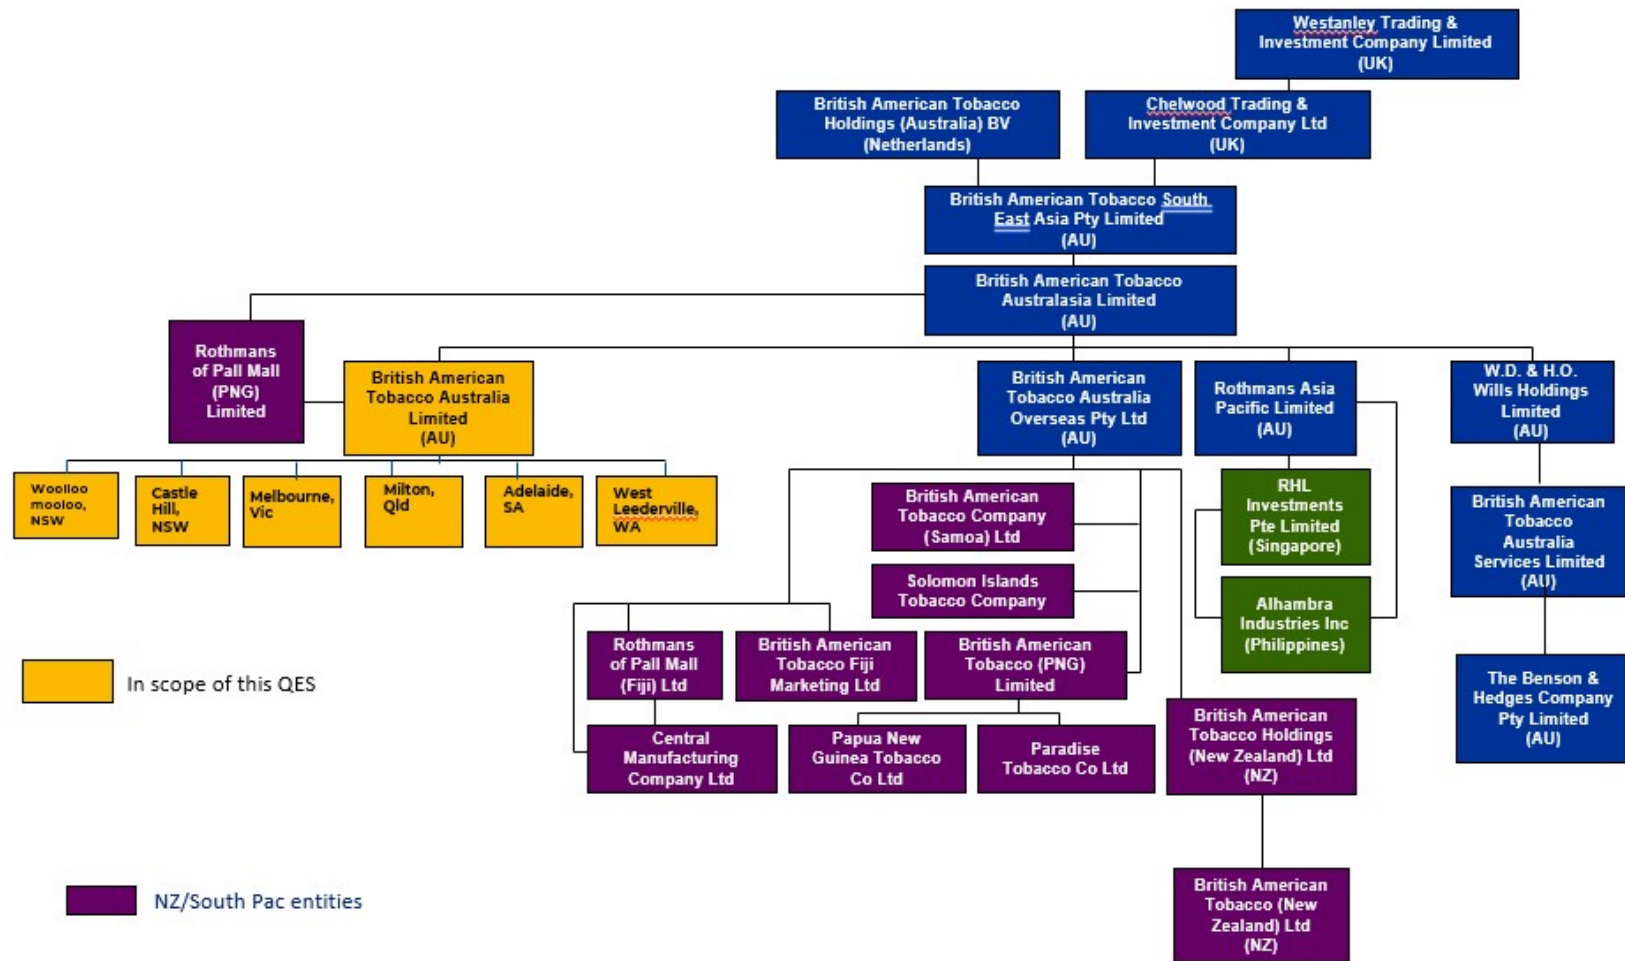 Westanley Trading &
Investment Company Limited
(UK)
British American Tobacco
Holdings (Australia) BV
(Netherlands)
Chelwood Trading &
Investment Company Ltd
(UK)
British American Tobacco South
East Asia Pty Limited
(AU)
British American Tobacco
Australasia Limited
(AU)
Rothmans
of Pall Mall
(PNG)
Limited
British American
Tobacco Australia
Limited
(AU)
British American
Tobacco Australia
Overseas Pty Ltd
(AU)
Rothmans Asia
Pacific Limited
(AU)
W.D. & H.O.
Wills Holdings
Limited
(AU)
Woolloo
mooloo,
NSW
Castle
Hill,
NSW
Melbourne,
Vic
Milton,
Qld
Adelaide,
SA
West
Leederville,
WA
British American
Tobacco Company
(Samoa) Ltd
RHL
Investments
Pte Limited
(Singapore)
British American
Tobacco
Australia
Services Limited
(AU)
Solomon Islands
Tobacco Company
Alhambra
Industries Inc
(Philippines)
Rothmans
of Pall Mall
(Fiji) Ltd
British American
Tobacco Fiji
Marketing Ltd
British American
Tobacco (PNG)
Limited
The Benson &
Hedges Company
Pty Limited
(AU)
In scope of this QES
Central
Manufacturing
Company Ltd
Papua New
Guinea Tobacco
Co Ltd
Paradise
Tobacco Co Ltd
British American
Tobacco Holdings
(New Zealand) Ltd
(NZ)
NZ/South Pac entities
British American
Tobacco (New
Zealand) Ltd
(NZ)